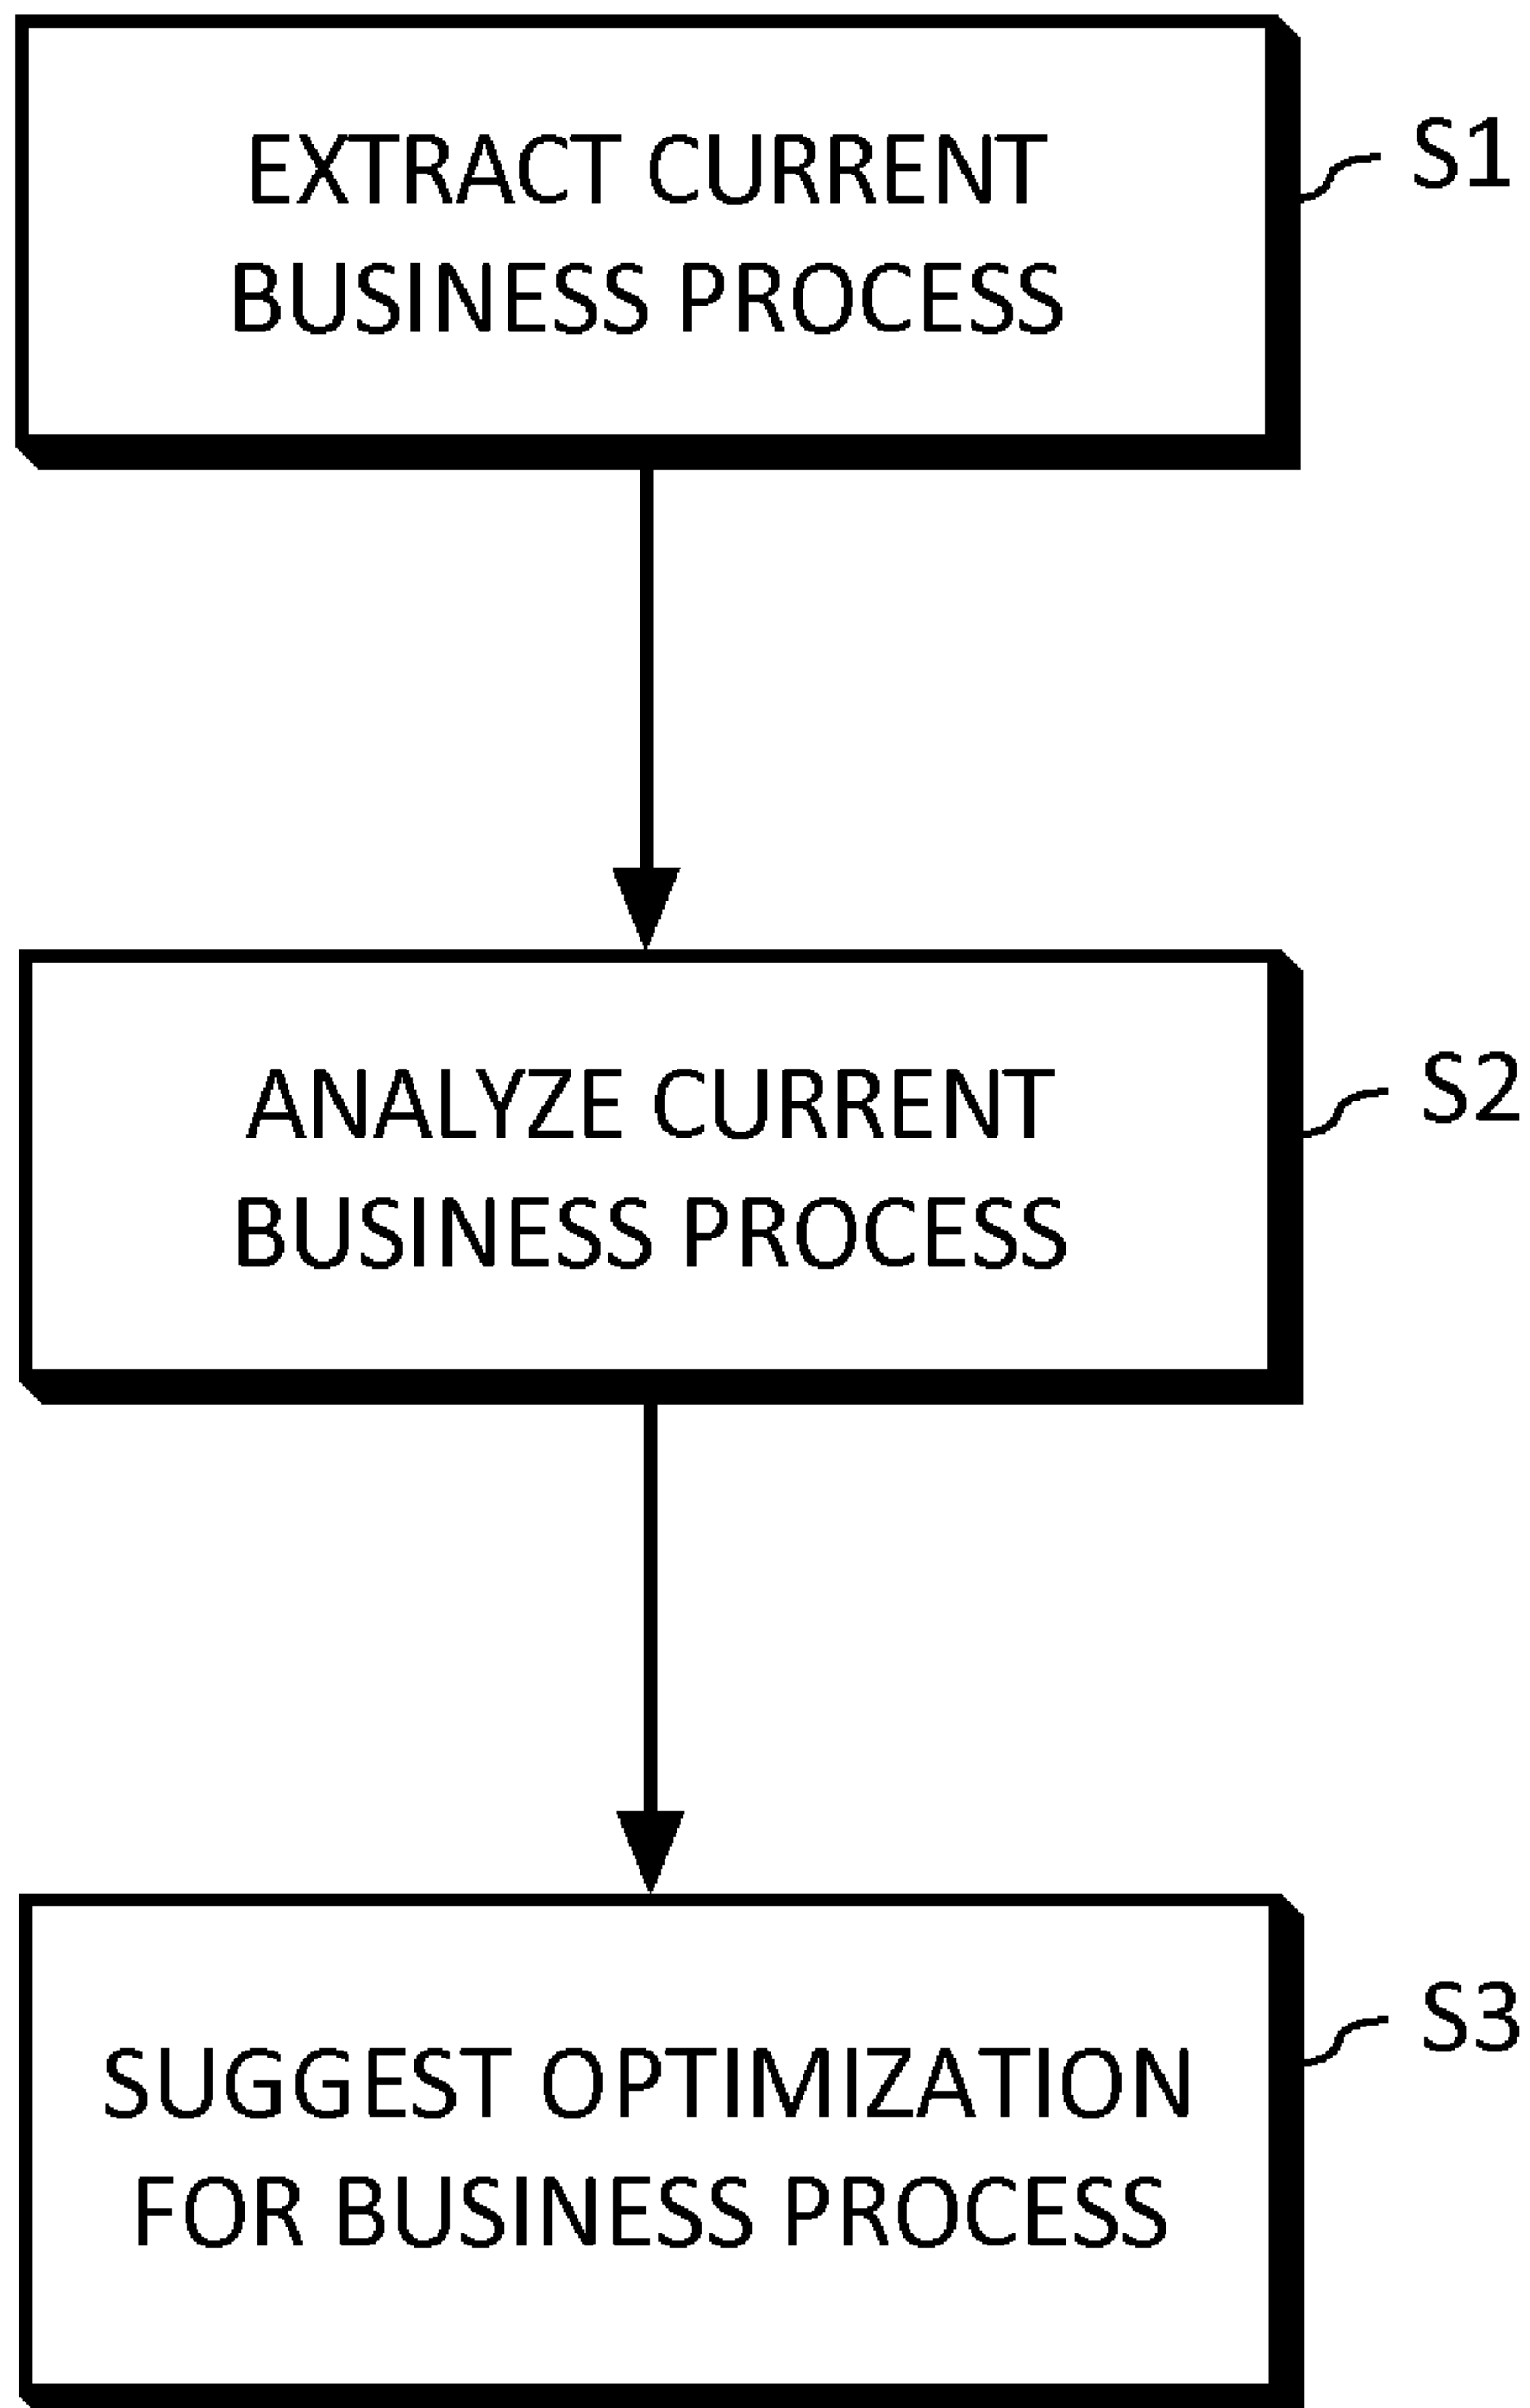 EXTRACT CURRENT
BUSINESS PROCESS
S1
ANALYZE CURRENT
BUSINESS PROCESS
S2
SUGGEST OPTIMIZATION
FOR BUSINESS PROCESS
S3